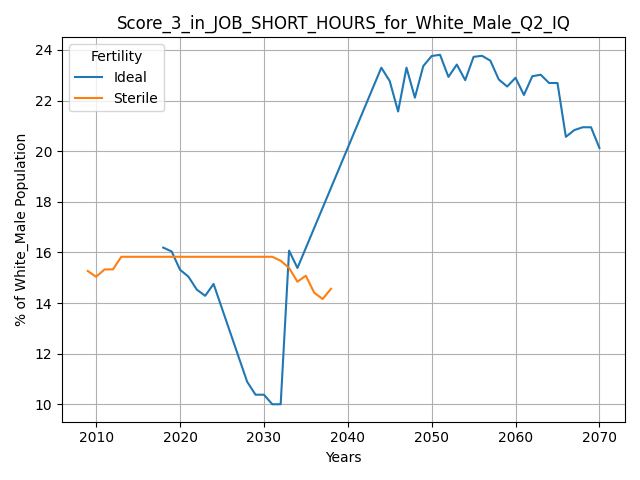 Score_3_in_JOB_SHORT_HOURS_for_White_Male_Q2_IQ
Fertility
Ideal
Sterile
% of White_Male Population
24
22
20
18
16
14
12
10
2010 2020 2030 2040 2050 2060 2070
Years